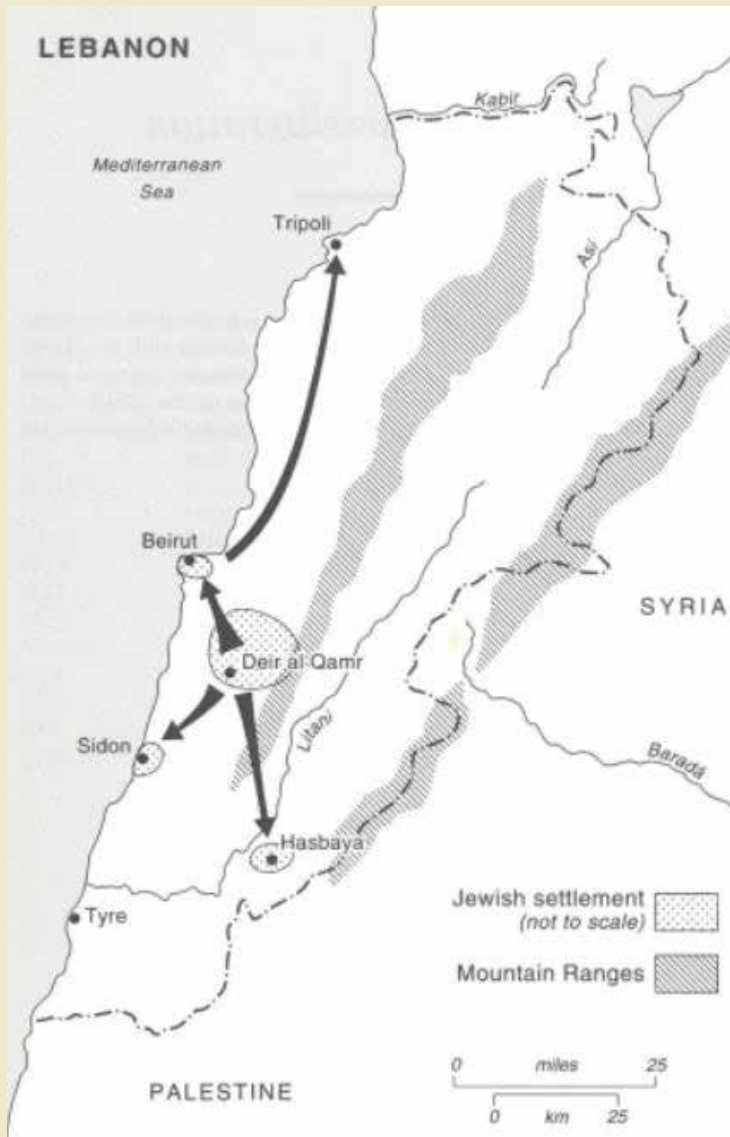 LEBANON
Kabir
Mediterranean
Sea
Tripoli
Asi
Beirut
SYRIA
Deir al Qamr
Litani
Sidon
Barada
Hasbaya
Jewish settlement
(not to scale)
Tyre
Mountain Ranges
0 miles 25
PALESTINE
0 km 25